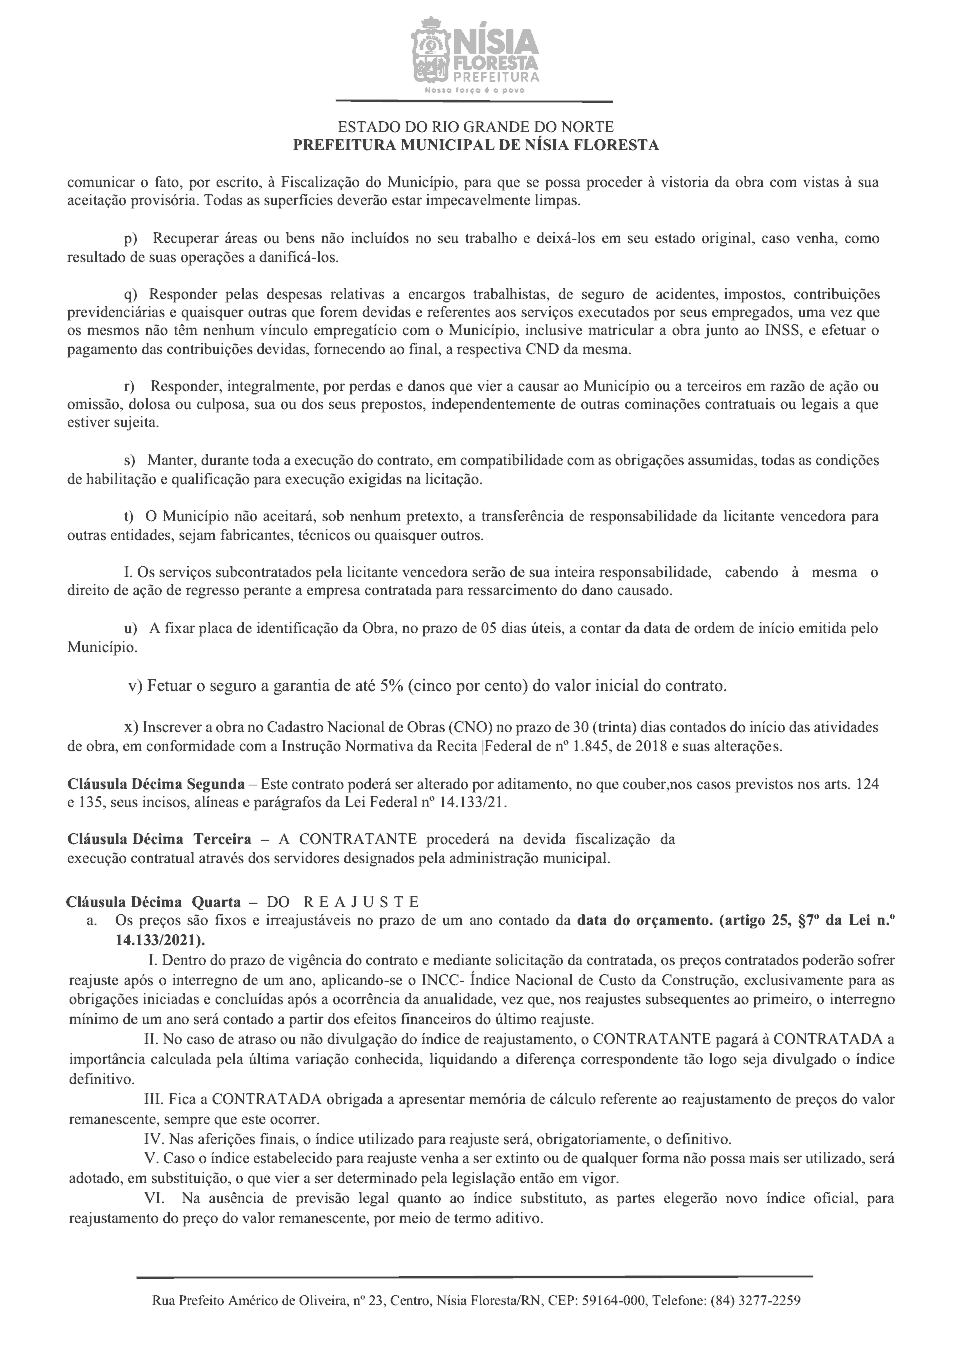 NÍSIA
FLORESTA
PREFEITURA
Nossa força é o povo
ESTADO DO RIO GRANDE DO NORTE
PREFEITURA MUNICIPAL DE NÍSIA FLORESTA
comunicar o fato, por escrito, à Fiscalização do Município, para que se possa proceder à vistoria da obra com vistas à sua
aceitação provisória. Todas as superfícies deverão estar impecavelmente limpas.
p) Recuperar áreas ou bens não incluídos no seu trabalho e deixá-los em seu estado original, caso venha, como
resultado de suas operações a danificá-los.
q) Responder pelas despesas relativas a encargos trabalhistas, de seguro de acidentes, impostos, contribuições
previdenciárias e quaisquer outras que forem devidas e referentes aos serviços executados por seus empregados, uma vez que
os mesmos não têm nenhum vínculo empregatício com o Município, inclusive matricular a obra junto ao INSS, e efetuar o
pagamento das contribuições devidas, fornecendo ao final, a respectiva CND da mesma.
r) Responder, integralmente, por perdas e danos que vier a causar ao Município ou a terceiros em razão de ação ou
omissão, dolosa ou culposa, sua ou dos seus prepostos, independentemente de outras cominações contratuais ou legais a que
estiver sujeita.
s) Manter, durante toda a execução do contrato, em compatibilidade com as obrigações assumidas, todas as condições
de habilitação e qualificação para execução exigidas na licitação.
t) O Município não aceitará, sob nenhum pretexto, a transferência de responsabilidade da licitante vencedora para
outras entidades, sejam fabricantes, técnicos ou quaisquer outros.
I. Os serviços subcontratados pela licitante vencedora serão de sua inteira responsabilidade, cabendo à mesma o
direito de ação de regresso perante a empresa contratada para ressarcimento do dano causado.
u) A fixar placa de identificação da Obra, no prazo de 05 dias úteis, a contar da data de ordem de início emitida pelo
Município.
v) Fetuar o seguro a garantia de até 5% (cinco por cento) do valor inicial do contrato.
x) Inscrever a obra no Cadastro Nacional de Obras (CNO) no prazo de 30 (trinta) dias contados do início das atividades
de obra, em conformidade com a Instrução Normativa da Recita |Federal de nº 1.845, de 2018 e suas alterações.
Cláusula Décima Segunda – Este contrato poderá ser alterado por aditamento, no que couber,nos casos previstos nos arts. 124
e 135, seus incisos, alíneas e parágrafos da Lei Federal nº 14.133/21.
Cláusula Décima Terceira – A CONTRATANTE procederá na devida fiscalização da
execução contratual através dos servidores designados pela administração municipal.
Cláusula Décima Quarta – DO R E A J U S T E
a. Os preços são fixos e irreajustáveis no prazo de um ano contado da data do orçamento. (artigo 25, §7º da Lei n.º
14.133/2021).
I. Dentro do prazo de vigência do contrato e mediante solicitação da contratada, os preços contratados poderão sofrer
reajuste após o interregno de um ano, aplicando-se o INCC- Índice Nacional de Custo da Construção, exclusivamente para as
obrigações iniciadas e concluídas após a ocorrência da anualidade, vez que, nos reajustes subsequentes ao primeiro, o interregno
mínimo de um ano será contado a partir dos efeitos financeiros do último reajuste.
II. No caso de atraso ou não divulgação do índice de reajustamento, o CONTRATANTE pagará à CONTRATADA a
importância calculada pela última variação conhecida, liquidando a diferença correspondente tão logo seja divulgado o índice
definitivo.
III. Fica a CONTRATADA obrigada a apresentar memória de cálculo referente ao reajustamento de preços do valor
remanescente, sempre que este ocorrer.
IV. Nas aferições finais, o índice utilizado para reajuste será, obrigatoriamente, o definitivo.
V. Caso o índice estabelecido para reajuste venha a ser extinto ou de qualquer forma não possa mais ser utilizado, será
adotado, em substituição, o que vier a ser determinado pela legislação então em vigor.
VI. Na ausência de previsão legal quanto ao índice substituto, as partes elegerão novo índice oficial, para
reajustamento do preço do valor remanescente, por meio de termo aditivo.
Rua Prefeito Américo de Oliveira, nº 23, Centro, Nísia Floresta/RN, CEP: 59164-000, Telefone: (84) 3277-2259